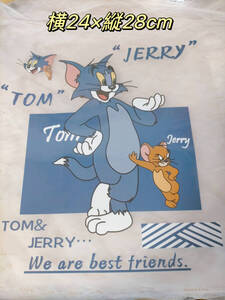 横24×縦28cm
“JERRY”
“TOM”
Tom
Jerry
TOM&
JERRY…
We are best friends.